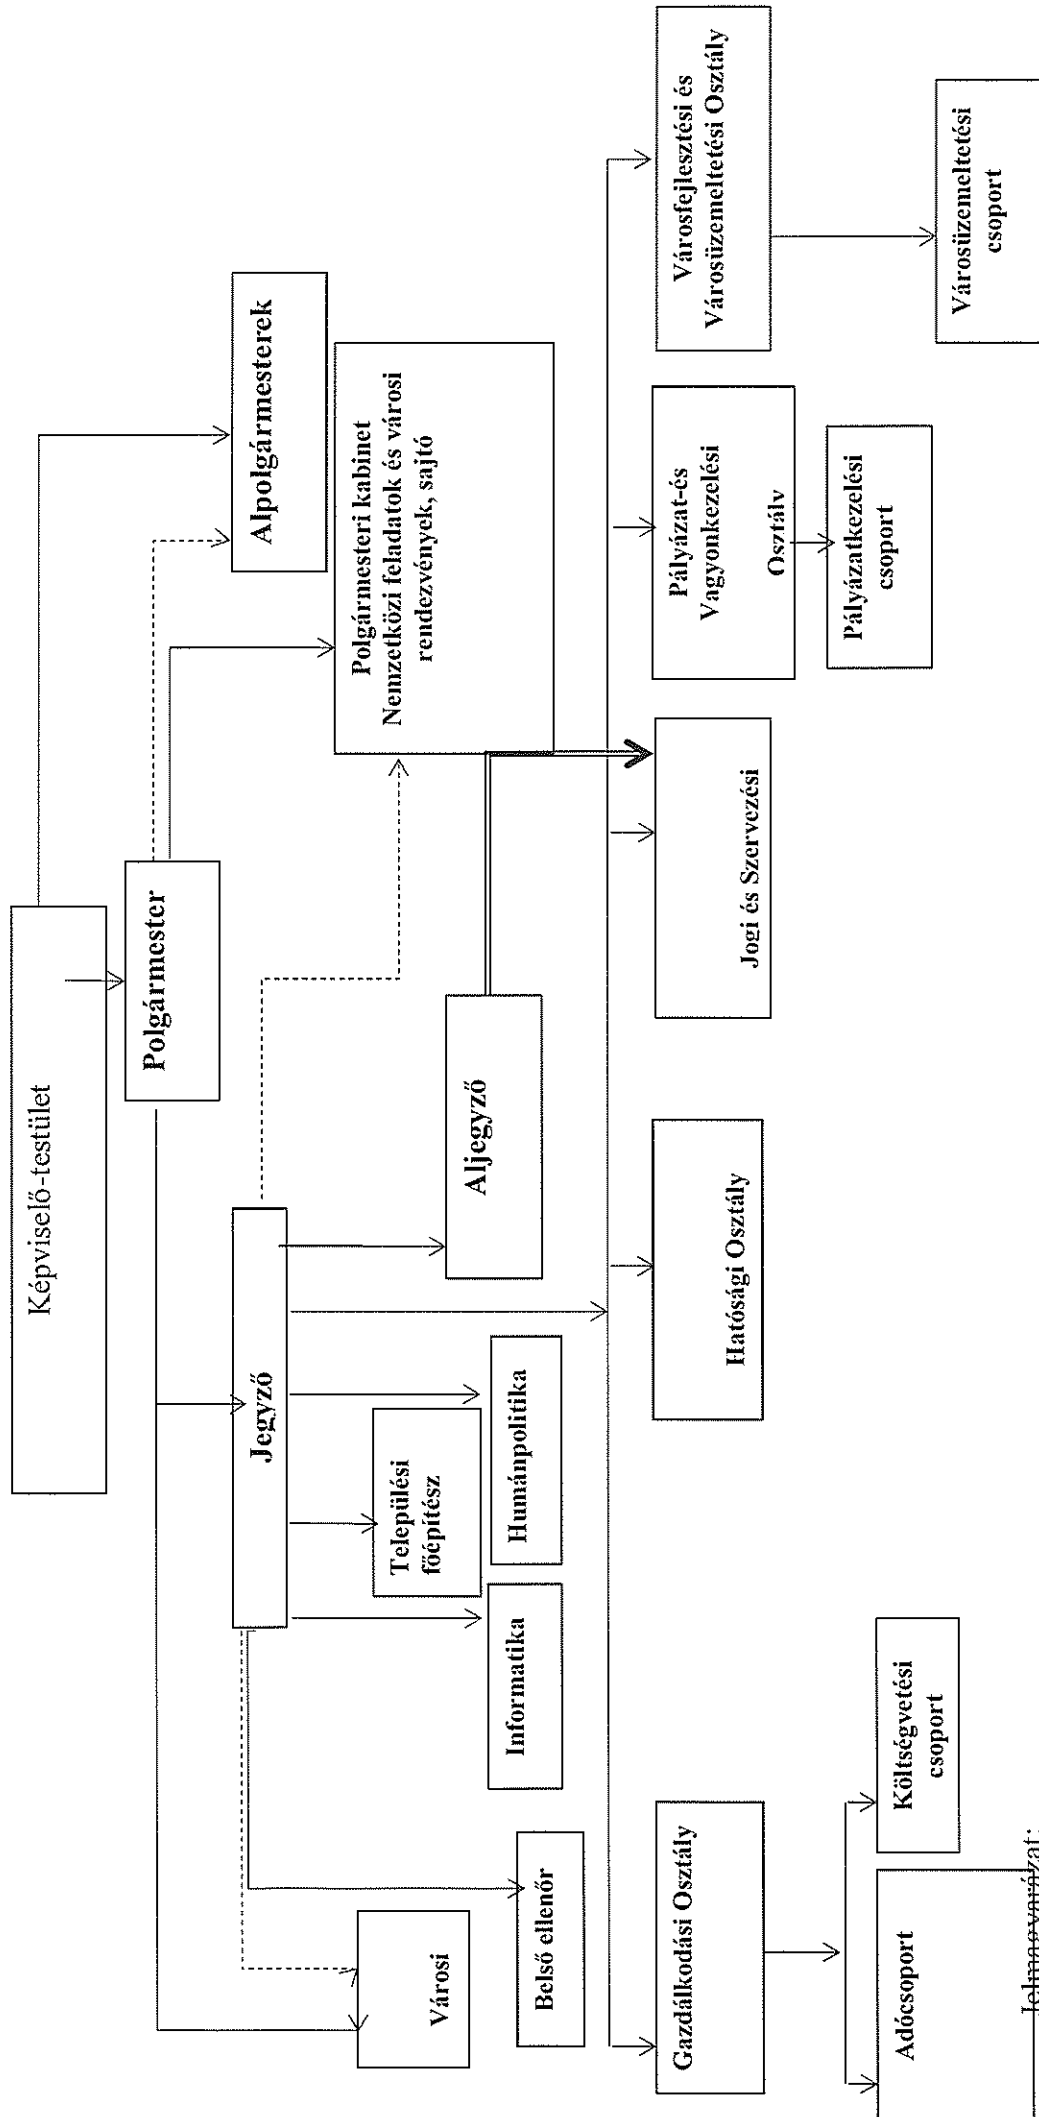 Képviselő-testület
Polgármester
Alpolgármesterek
Jegyző
Polgármesteri kabinet
Nemzetközi feladatok és városi
rendezvények, sajtó
Városi
Települési
főépítész
Aljegyző
Belső ellenőr
Informatika
Humánpolitika
Gazdálkodási Osztály
Hatósági Osztály
Jogi és Szervezési
Pályázat-és
Vagyonkezelési
Osztály
Városfejlesztési és
Városüzemeltetési Osztály
Adócsoport
Költségvetési
csoport
Pályázatkezelési
csoport
Városüzemeltetési
csoport
Jelmagyarázat: